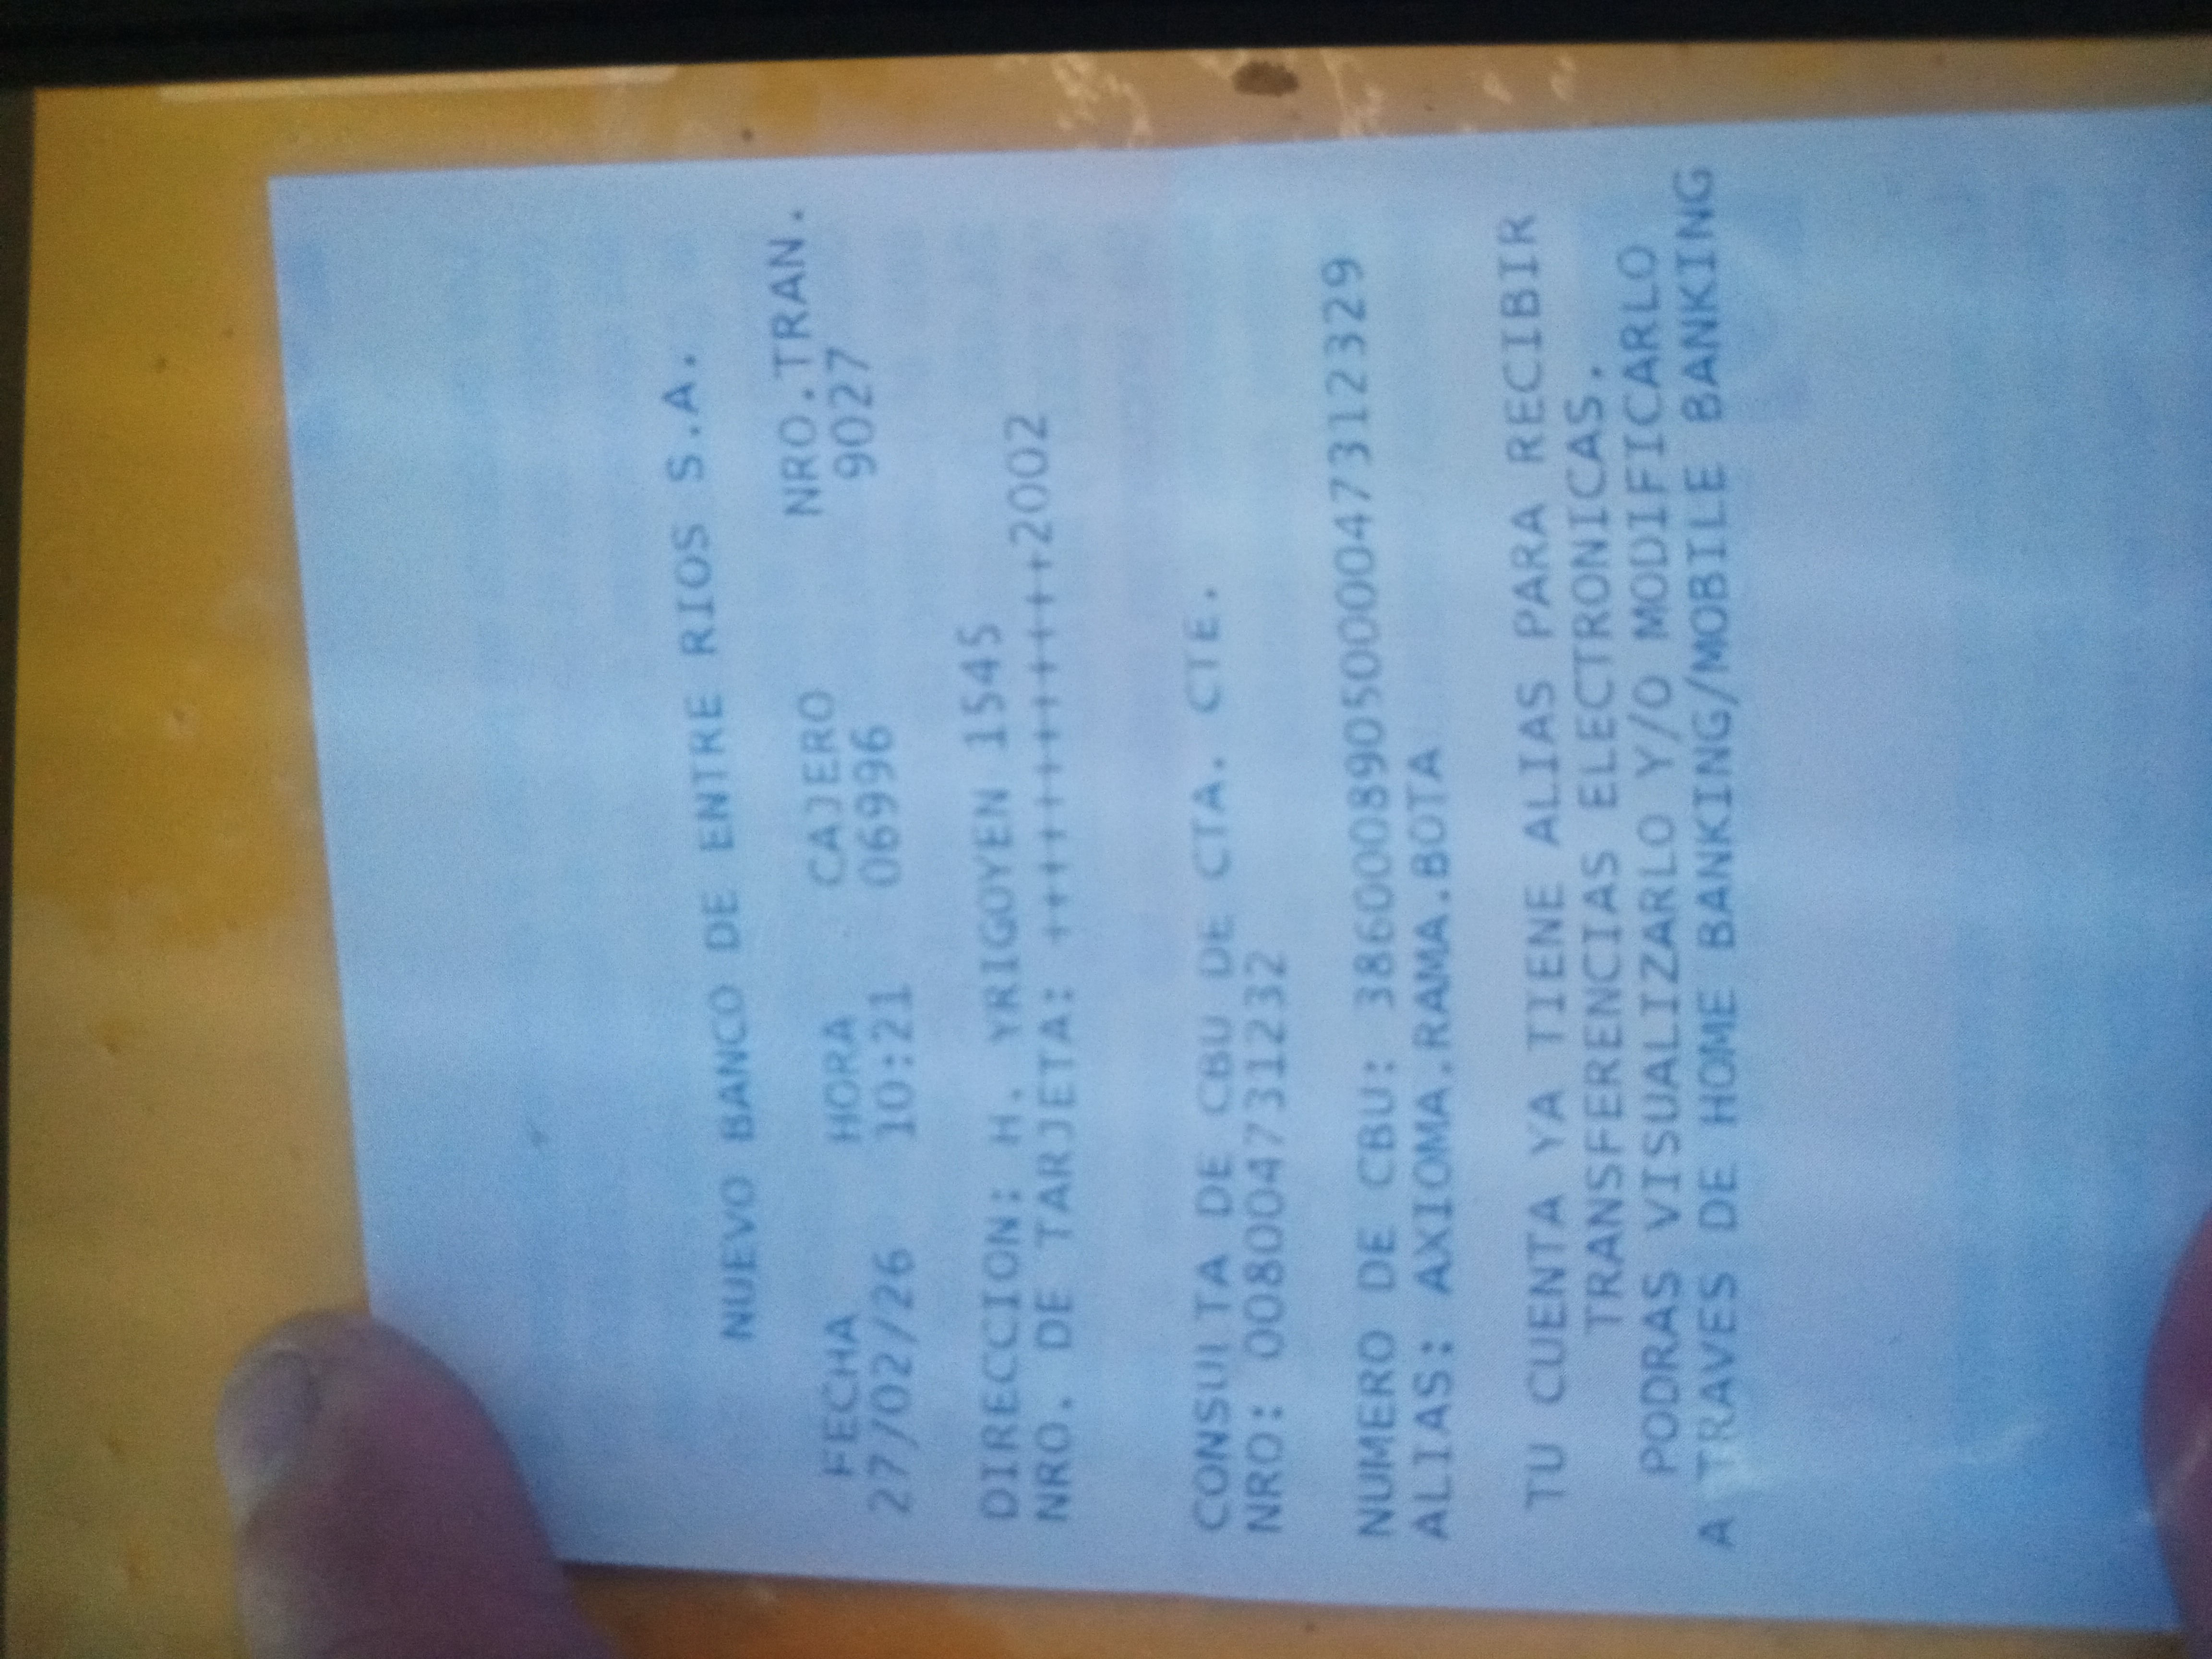 NUEVO BANCO DE ENTRE RIOS S.A.
FECHA HORA CAJERO NRO.TRAN.
27/02/26 10:21 06996 9027
DIRECCION: H. YRIGOYEN 1545
NRO. DE TARJETA: ++++++++++++2002
CONSULTA DE CBU DE CTA. CTE.
NRO: 008004731232
NUMERO DE CBU: 3860008905000047312329
ALIAS: AXIOMA.RAMA.BOTA
TU CUENTA YA TIENE ALIAS PARA RECIBIR
TRANSFERENCIAS ELECTRONICAS.
PODRAS VISUALIZARLO Y/O MODIFICARLO
A TRAVES DE HOME BANKING/MOBILE BANKING